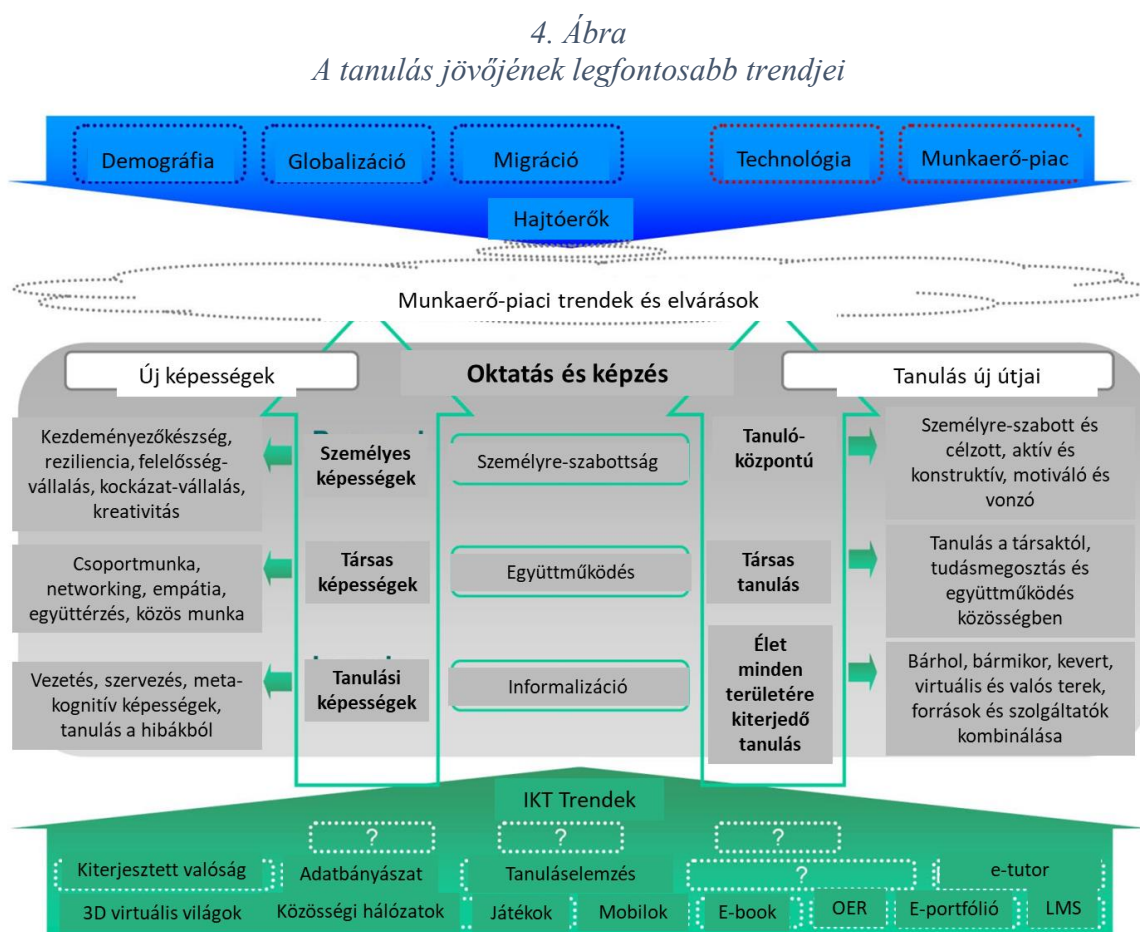 4. Ábra
A tanulás jövőjének legfontosabb trendjei
Demográfia
Globalizáció
Migráció
Technológia
Munkaerő-piac
Hajtóerők
Munkaerő-piaci trendek és elvárások
Új képességek
Oktatás és képzés
Tanulás új útjai
Kezdeményezőkészség,
reziliencia, felelősség-
vállalás, kockázat-vállalás,
kreativitás
Személyes
képességek
Személyre-szabottság
Tanuló-
központú
Személyre-szabott és
célzott, aktív és
konstruktív, motiváló és
vonzó
Csoportmunka,
networking, empátia,
együttérzés, közös munka
Társas
képességek
Együttműködés
Társas
tanulás
Tanulás a társaktól,
tudásmegosztás és
együttműködés
közösségben
Vezetés, szervezés, meta-
kognitív képességek,
tanulás a hibákból
Tanulási
képességek
Informalizáció
Élet
minden
területére
kiterjedő
tanulás
Bárhol, bármikor, kevert,
virtuális és valós terek,
források és szolgáltatók
kombinálása
IKT Trendek
?
?
?
Kiterjesztett valóság
Adatbányászat
Tanuláselemzés
?
e-tutor
3D virtuális világok
Közösségi hálózatok
Játékok
Mobilok
E-book
OER
E-portfólió
LMS